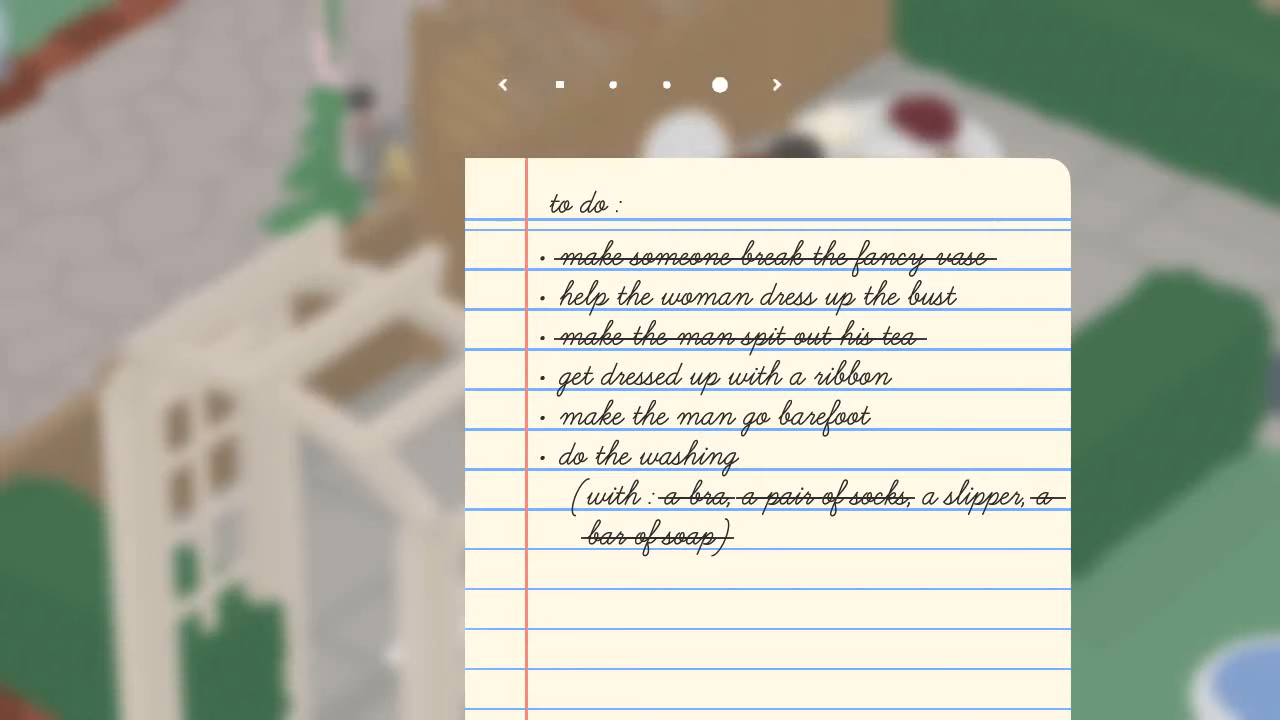 to do :
• make someone break the fancy vase
• help the woman dress up the bust
• make the man spit out his tea
• get dressed up with a ribbon
• make the man go barefoot
• do the washing
(with : a bra, a pair of socks, a slipper, a
bar of soap)